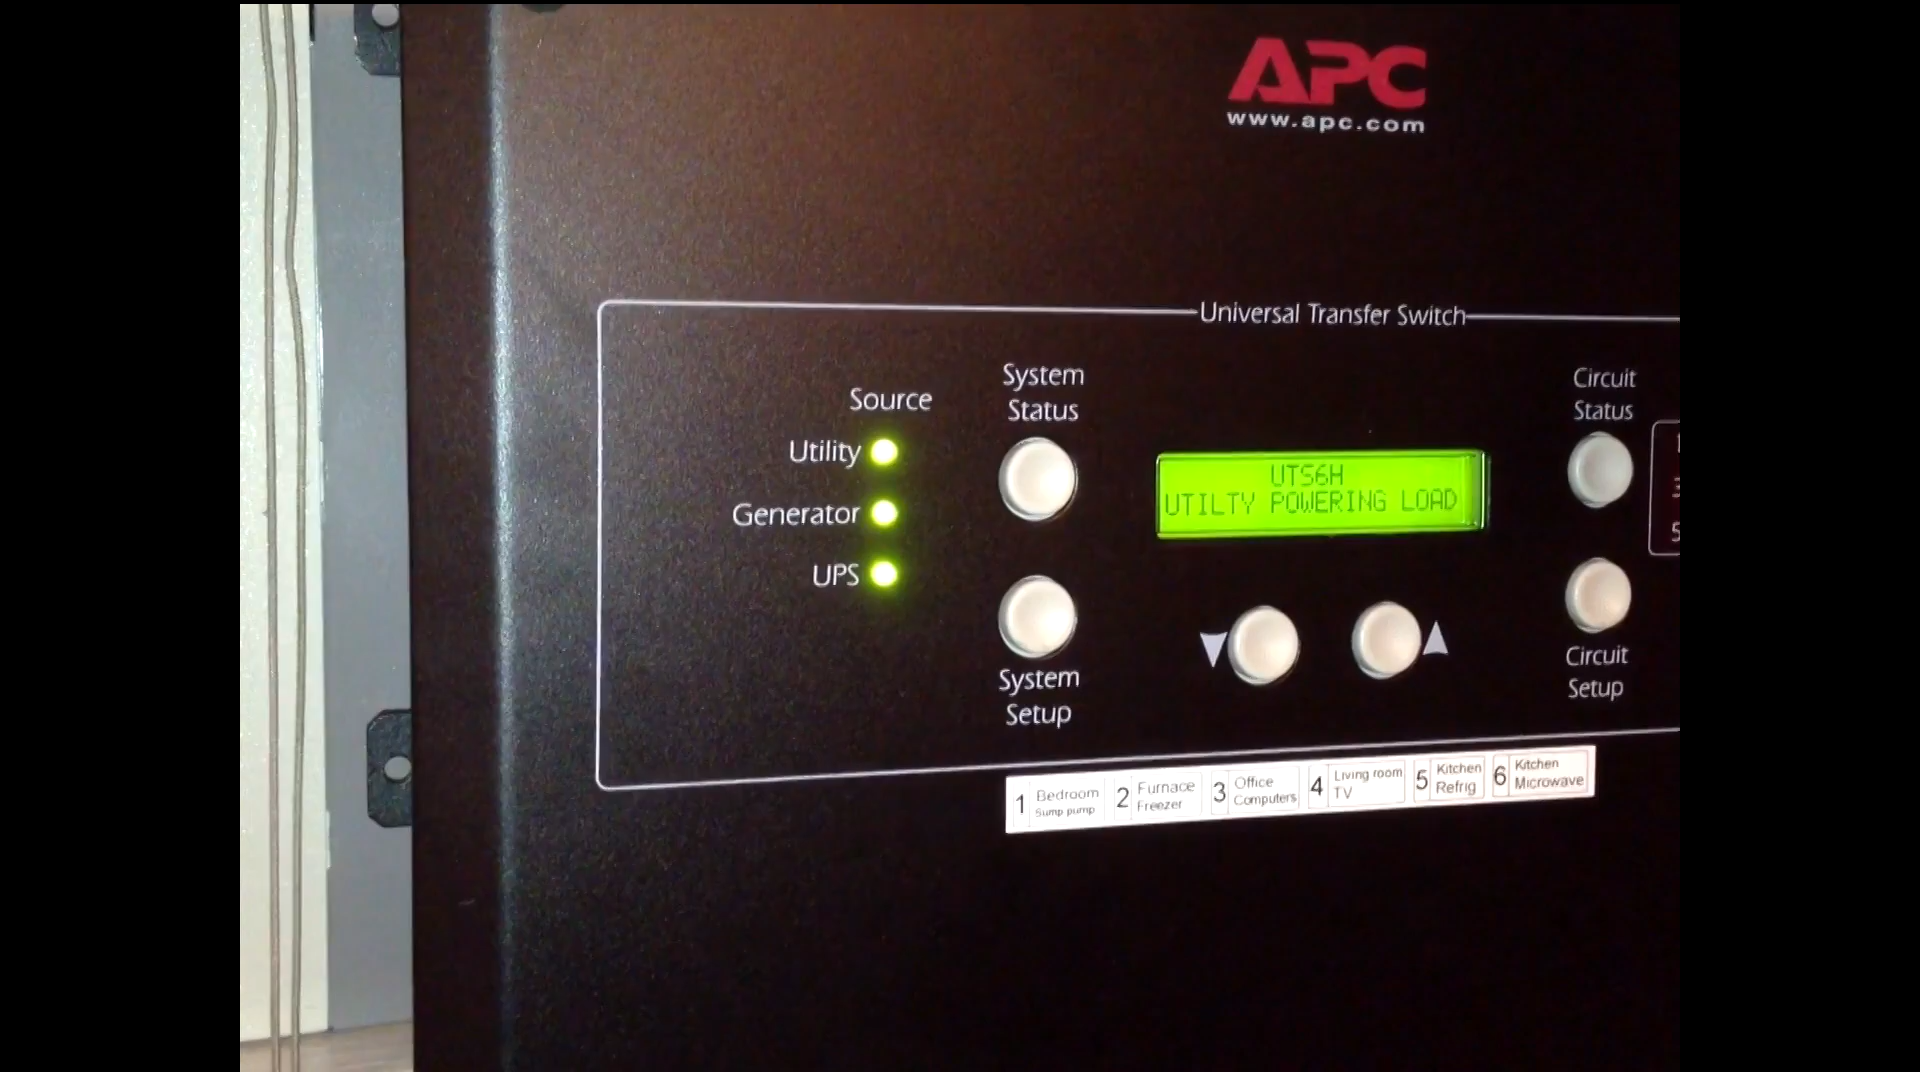 APC
www.apc.com
Universal Transfer Switch
Source
Utility
Generator
UPS
System
Status
System
Setup
UTS6H
UTILTY POWERING LOAD
Circuit
Status
Circuit
Setup
5
1 Bedroom
Sump pump
2 Furnace
Freezer
3 Office
Computers
4 Living room
TV
5 Kitchen
Refrig
6 Kitchen
Microwave